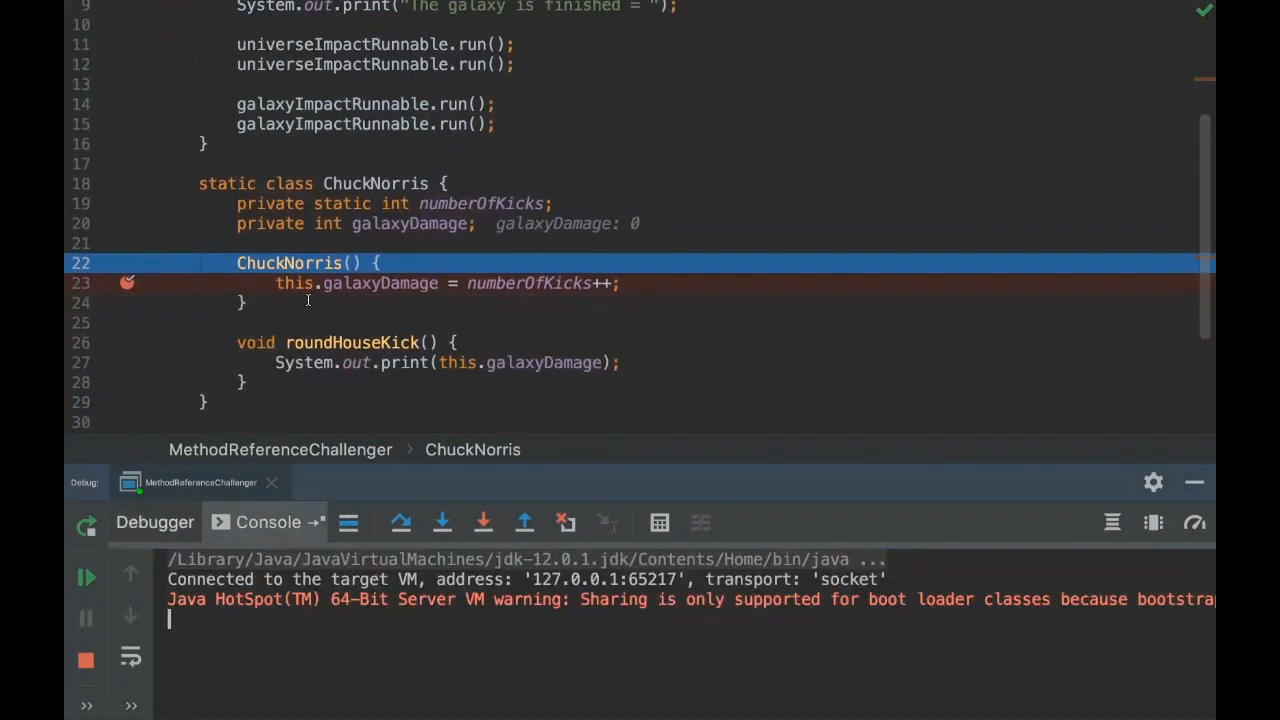 9 System.out.print("The galaxy is finished = ");
10
11 universeImpactRunnable.run();
12 universeImpactRunnable.run();
13
14 galaxyImpactRunnable.run();
15 galaxyImpactRunnable.run();
16 }
17
18 static class ChuckNorris {
19 private static int numberOfKicks;
20 private int galaxyDamage; galaxyDamage: 0
21
22 ChuckNorris() {
23 this.galaxyDamage = numberOfKicks++;
24 }
25
26 void roundHouseKick() {
27 System.out.print(this.galaxyDamage);
28 }
29 }
30
MethodReferenceChallenger › ChuckNorris
Debug: MethodReferenceChallenger
Debugger Console
/Library/Java/JavaVirtualMachines/jdk-12.0.1.jdk/Contents/Home/bin/java ...
Connected to the target VM, address: '127.0.0.1:65217', transport: 'socket'
Java HotSpot(TM) 64-Bit Server VM warning: Sharing is only supported for boot loader classes because bootstra